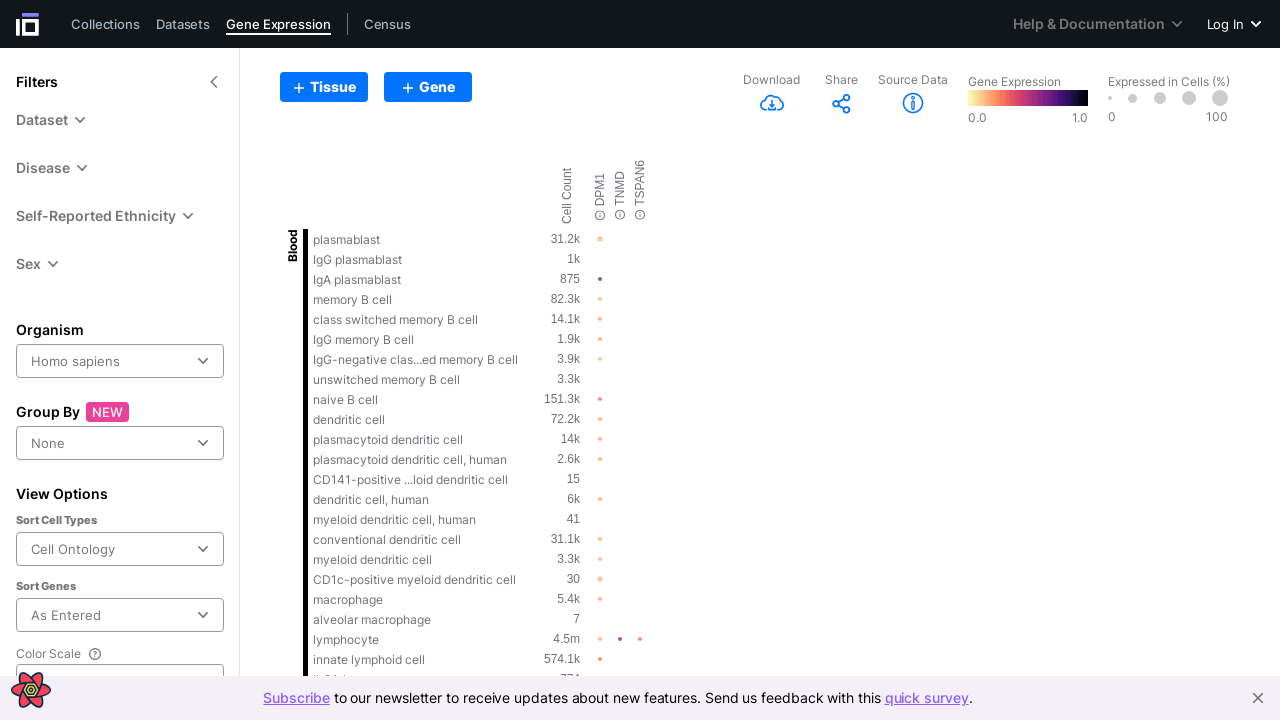 Collections Datasets Gene Expression Census Help & Documentation Log In
Filters
Dataset
Disease
Self-Reported Ethnicity
Sex
Organism
Homo sapiens
Group By NEW
None
View Options
Sort Cell Types
Cell Ontology
Sort Genes
As Entered
Color Scale
+ Tissue + Gene
Download Share Source Data
Gene Expression
0.0 1.0
Expressed in Cells (%)
0 100
Cell Count DPM1 TNMD TSPAN6
Blood
plasmablast 31.2k
IgG plasmablast 1k
IgA plasmablast 875
memory B cell 82.3k
class switched memory B cell 14.1k
IgG memory B cell 1.9k
IgG-negative clas...ed memory B cell 3.9k
unswitched memory B cell 3.3k
naive B cell 151.3k
dendritic cell 72.2k
plasmacytoid dendritic cell 14k
plasmacytoid dendritic cell, human 2.6k
CD141-positive ...loid dendritic cell 15
dendritic cell, human 6k
myeloid dendritic cell, human 41
conventional dendritic cell 31.1k
myeloid dendritic cell 3.3k
CD1c-positive myeloid dendritic cell 30
macrophage 5.4k
alveolar macrophage 7
lymphocyte 4.5m
innate lymphoid cell 574.1k
Subscribe to our newsletter to receive updates about new features. Send us feedback with this quick survey.